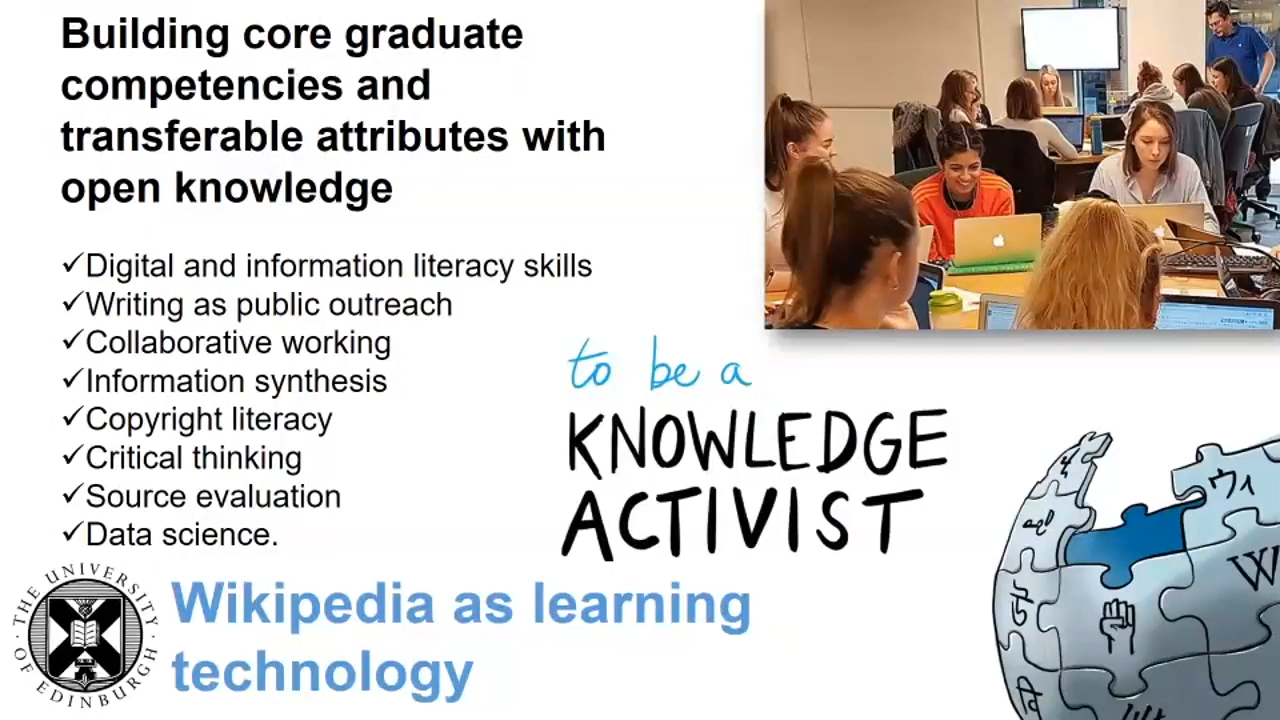 Building core graduate
competencies and
transferable attributes with
open knowledge
✓Digital and information literacy skills
✓Writing as public outreach
✓Collaborative working
✓Information synthesis
✓Copyright literacy
✓Critical thinking
✓Source evaluation
✓Data science.
to be a
KNOWLEDGE
ACTIVIST
ウィ
W
THE UNIVERSITY OF EDINBURGH
Wikipedia as learning
technology